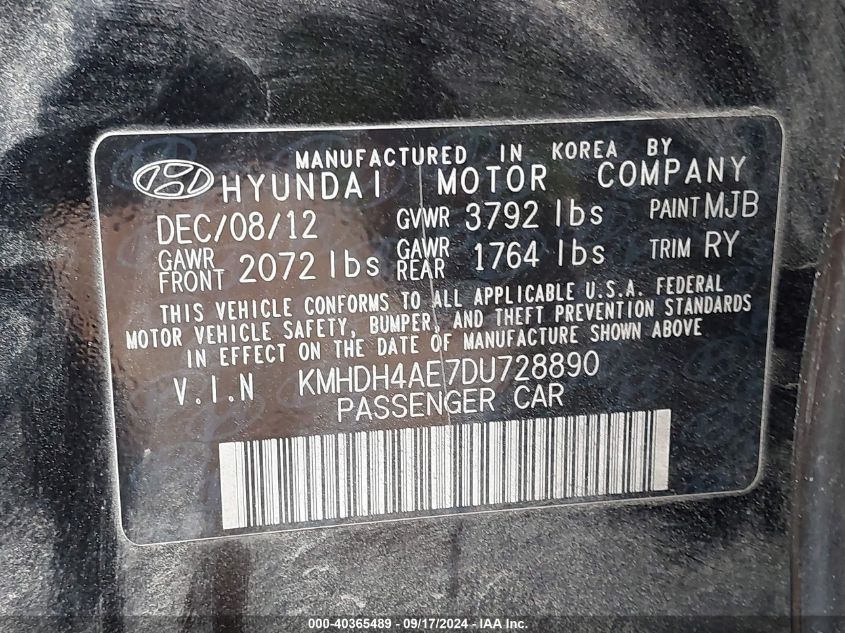 MANUFACTURED IN KOREA BY
HYUNDAI MOTOR COMPANY
DEC/08/12 GVWR 3792 lbs PAINT MJB
GAWR FRONT 2072 lbs GAWR REAR 1764 lbs TRIM RY
THIS VEHICLE CONFORMS TO ALL APPLICABLE U.S.A. FEDERAL
MOTOR VEHICLE SAFETY, BUMPER, AND THEFT PREVENTION STANDARDS
IN EFFECT ON THE DATE OF MANUFACTURE SHOWN ABOVE
V.I.N KMHDH4AE7DU728890
PASSENGER CAR
000-40365489 - 09/17/2024 - IAA Inc.